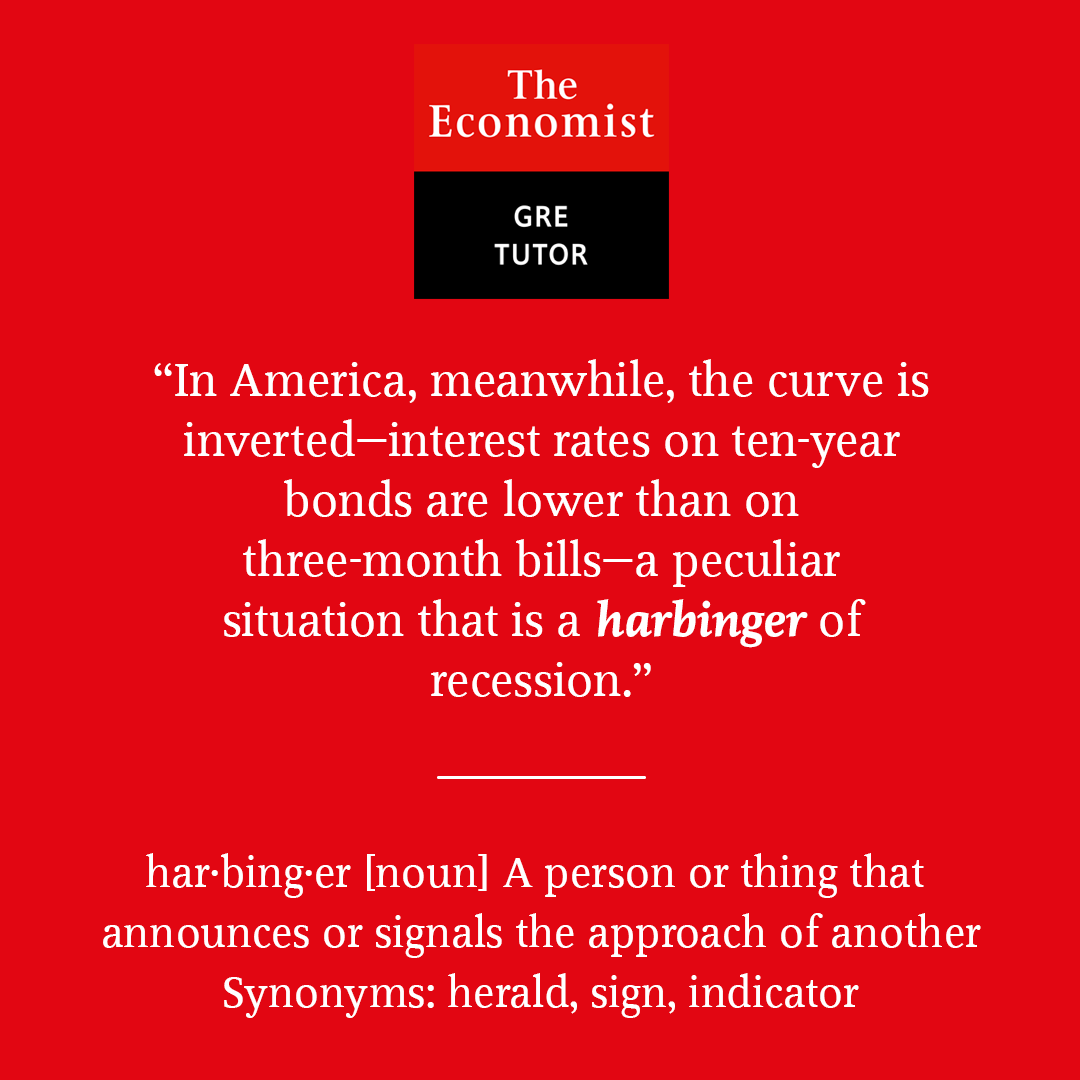 The
Economist
GRE
TUTOR
“In America, meanwhile, the curve is
inverted—interest rates on ten-year
bonds are lower than on
three-month bills—a peculiar
situation that is a harbinger of
recession.”
har·bing·er [noun] A person or thing that
announces or signals the approach of another
Synonyms: herald, sign, indicator